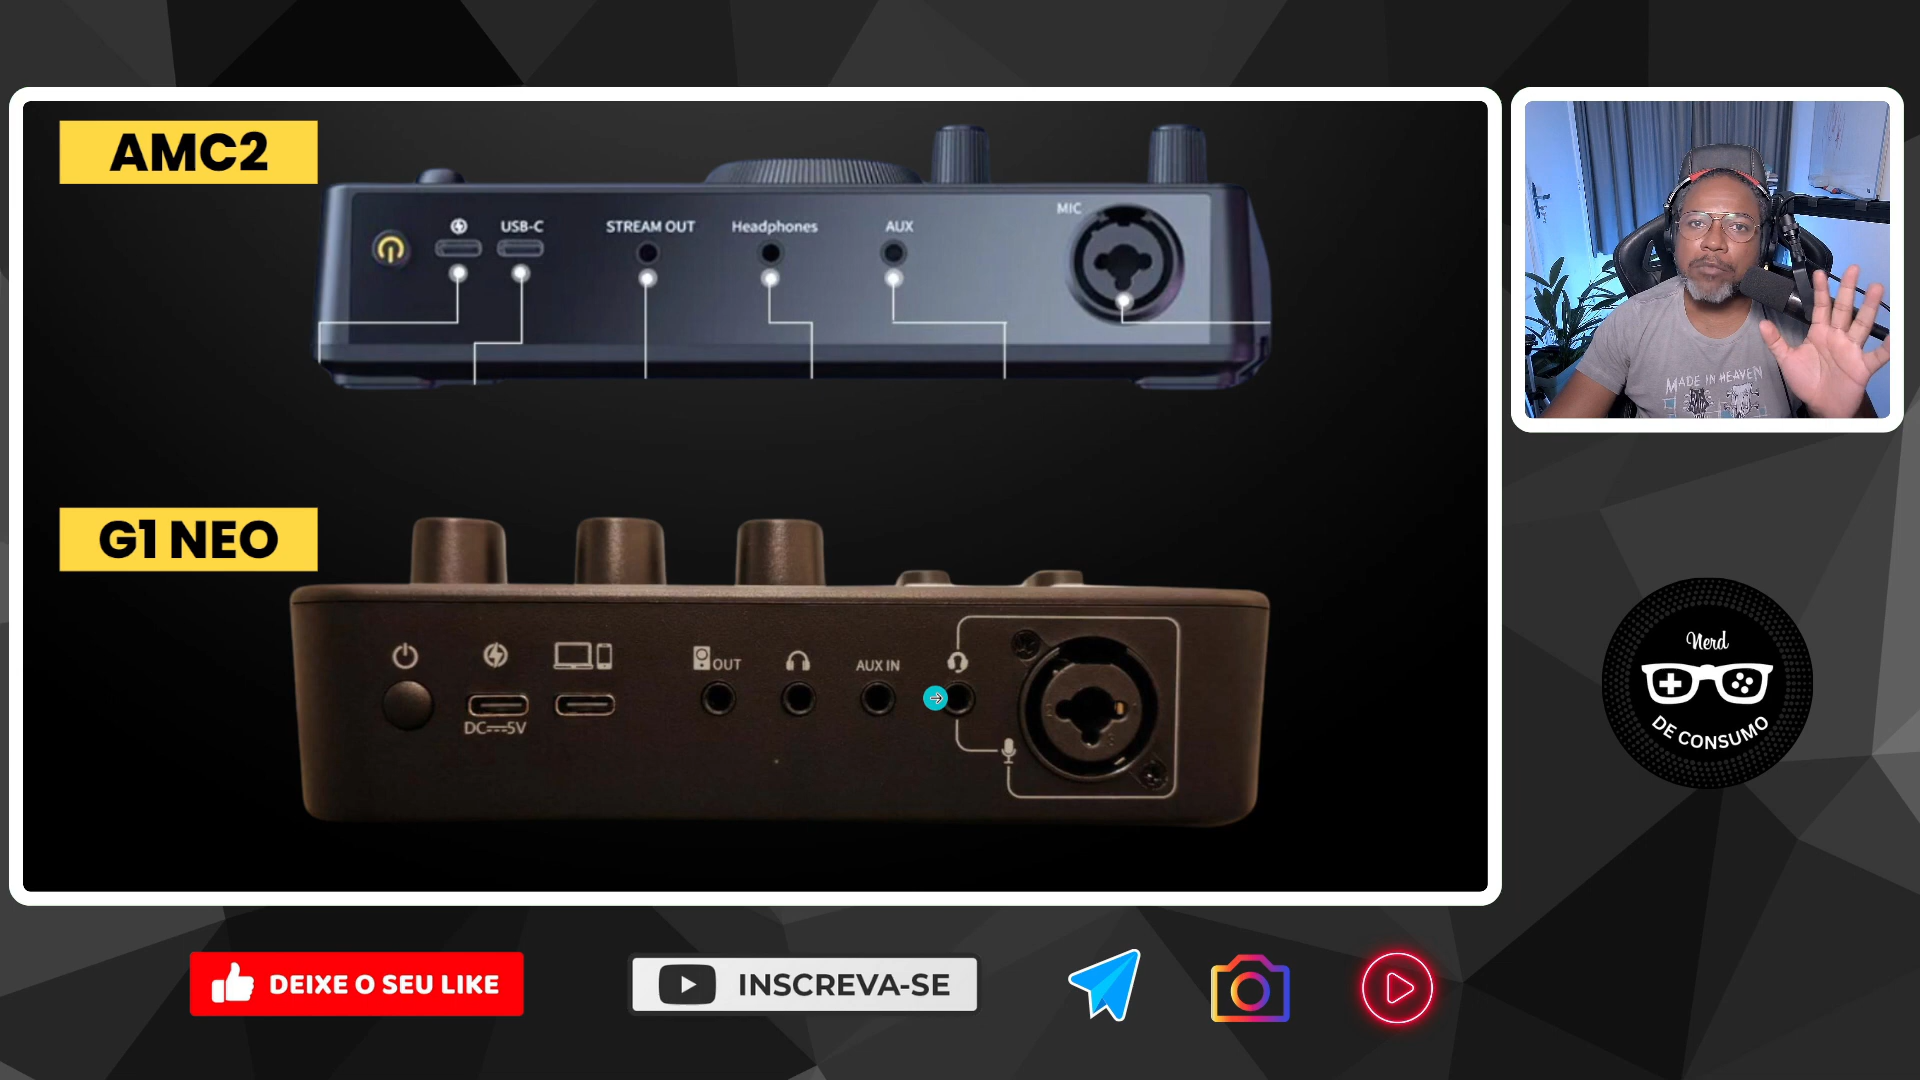 AMC2
USB-C
STREAM OUT
Headphones
AUX
MIC
G1 NEO
OUT
AUX IN
DC 5V
MADE IN HEAVEN
Nerd
DE CONSUMO
DEIXE O SEU LIKE
INSCREVA-SE